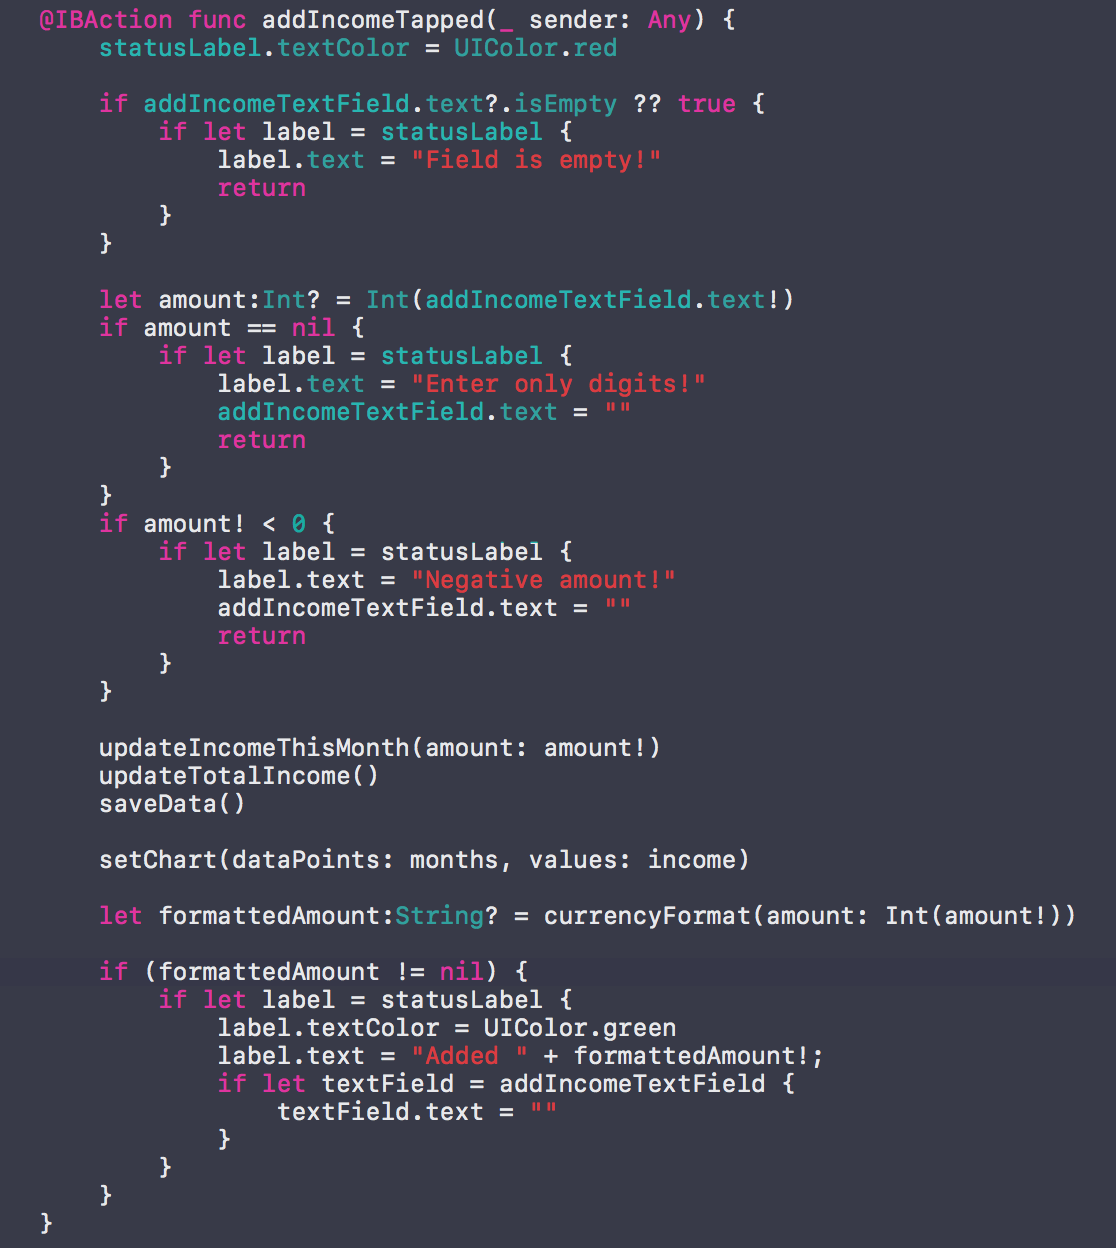 @IBAction func addIncomeTapped(_ sender: Any) {
    statusLabel.textColor = UIColor.red

    if addIncomeTextField.text?.isEmpty ?? true {
        if let label = statusLabel {
            label.text = "Field is empty!"
            return
        }
    }

    let amount:Int? = Int(addIncomeTextField.text!)
    if amount == nil {
        if let label = statusLabel {
            label.text = "Enter only digits!"
            addIncomeTextField.text = ""
            return
        }
    }
    if amount! < 0 {
        if let label = statusLabel {
            label.text = "Negative amount!"
            addIncomeTextField.text = ""
            return
        }
    }

    updateIncomeThisMonth(amount: amount!)
    updateTotalIncome()
    saveData()

    setChart(dataPoints: months, values: income)

    let formattedAmount:String? = currencyFormat(amount: Int(amount!))

    if (formattedAmount != nil) {
        if let label = statusLabel {
            label.textColor = UIColor.green
            label.text = "Added " + formattedAmount!;
            if let textField = addIncomeTextField {
                textField.text = ""
            }
        }
    }
}